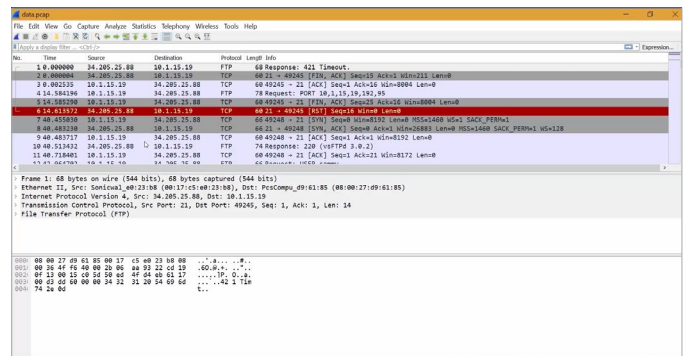 data.pcap
File Edit View Go Capture Analyze Statistics Telephony Wireless Tools Help
Apply a display filter ... <Ctrl-/>
Expression...
No. Time Source Destination Protocol Length Info
1 0.000000 34.205.25.88 10.1.15.19 FTP 68 Response: 421 Timeout.
2 0.000004 34.205.25.88 10.1.15.19 TCP 60 21 → 49245 [FIN, ACK] Seq=15 Ack=1 Win=211 Len=0
3 0.002535 10.1.15.19 34.205.25.88 TCP 60 49245 → 21 [ACK] Seq=1 Ack=16 Win=8004 Len=0
4 14.584196 10.1.15.19 34.205.25.88 FTP 78 Request: PORT 10,1,15,19,192,95
5 14.585290 10.1.15.19 34.205.25.88 TCP 60 49245 → 21 [FIN, ACK] Seq=25 Ack=16 Win=8004 Len=0
6 14.613572 34.205.25.88 10.1.15.19 TCP 60 21 → 49245 [RST] Seq=16 Win=0 Len=0
7 40.455030 10.1.15.19 34.205.25.88 TCP 66 49248 → 21 [SYN] Seq=0 Win=8192 Len=0 MSS=1460 WS=1 SACK_PERM=1
8 40.483230 34.205.25.88 10.1.15.19 TCP 66 21 → 49248 [SYN, ACK] Seq=0 Ack=1 Win=26883 Len=0 MSS=1460 SACK_PERM=1 WS=128
9 40.483717 10.1.15.19 34.205.25.88 TCP 60 49248 → 21 [ACK] Seq=1 Ack=1 Win=8192 Len=0
10 40.513432 34.205.25.88 10.1.15.19 FTP 74 Response: 220 (vsFTPd 3.0.2)
11 40.718401 10.1.15.19 34.205.25.88 TCP 60 49248 → 21 [ACK] Seq=1 Ack=21 Win=8172 Len=0
Frame 1: 68 bytes on wire (544 bits), 68 bytes captured (544 bits)
Ethernet II, Src: Sonicwal_e0:23:b8 (00:17:c5:e0:23:b8), Dst: PcsCompu_d9:61:85 (08:00:27:d9:61:85)
Internet Protocol Version 4, Src: 34.205.25.88, Dst: 10.1.15.19
Transmission Control Protocol, Src Port: 21, Dst Port: 49245, Seq: 1, Ack: 1, Len: 14
File Transfer Protocol (FTP)
08 00 27 d9 61 85 00 17 c5 e0 23 b8 08
00 36 4f f6 40 00 2b 06 aa 93 22 cd 19
0f 13 00 15 c0 5d 50 ed 4f d4 eb 61 17
00 d3 dd 60 00 00 34 32 31 20 54 69 6d
74 2e 0d